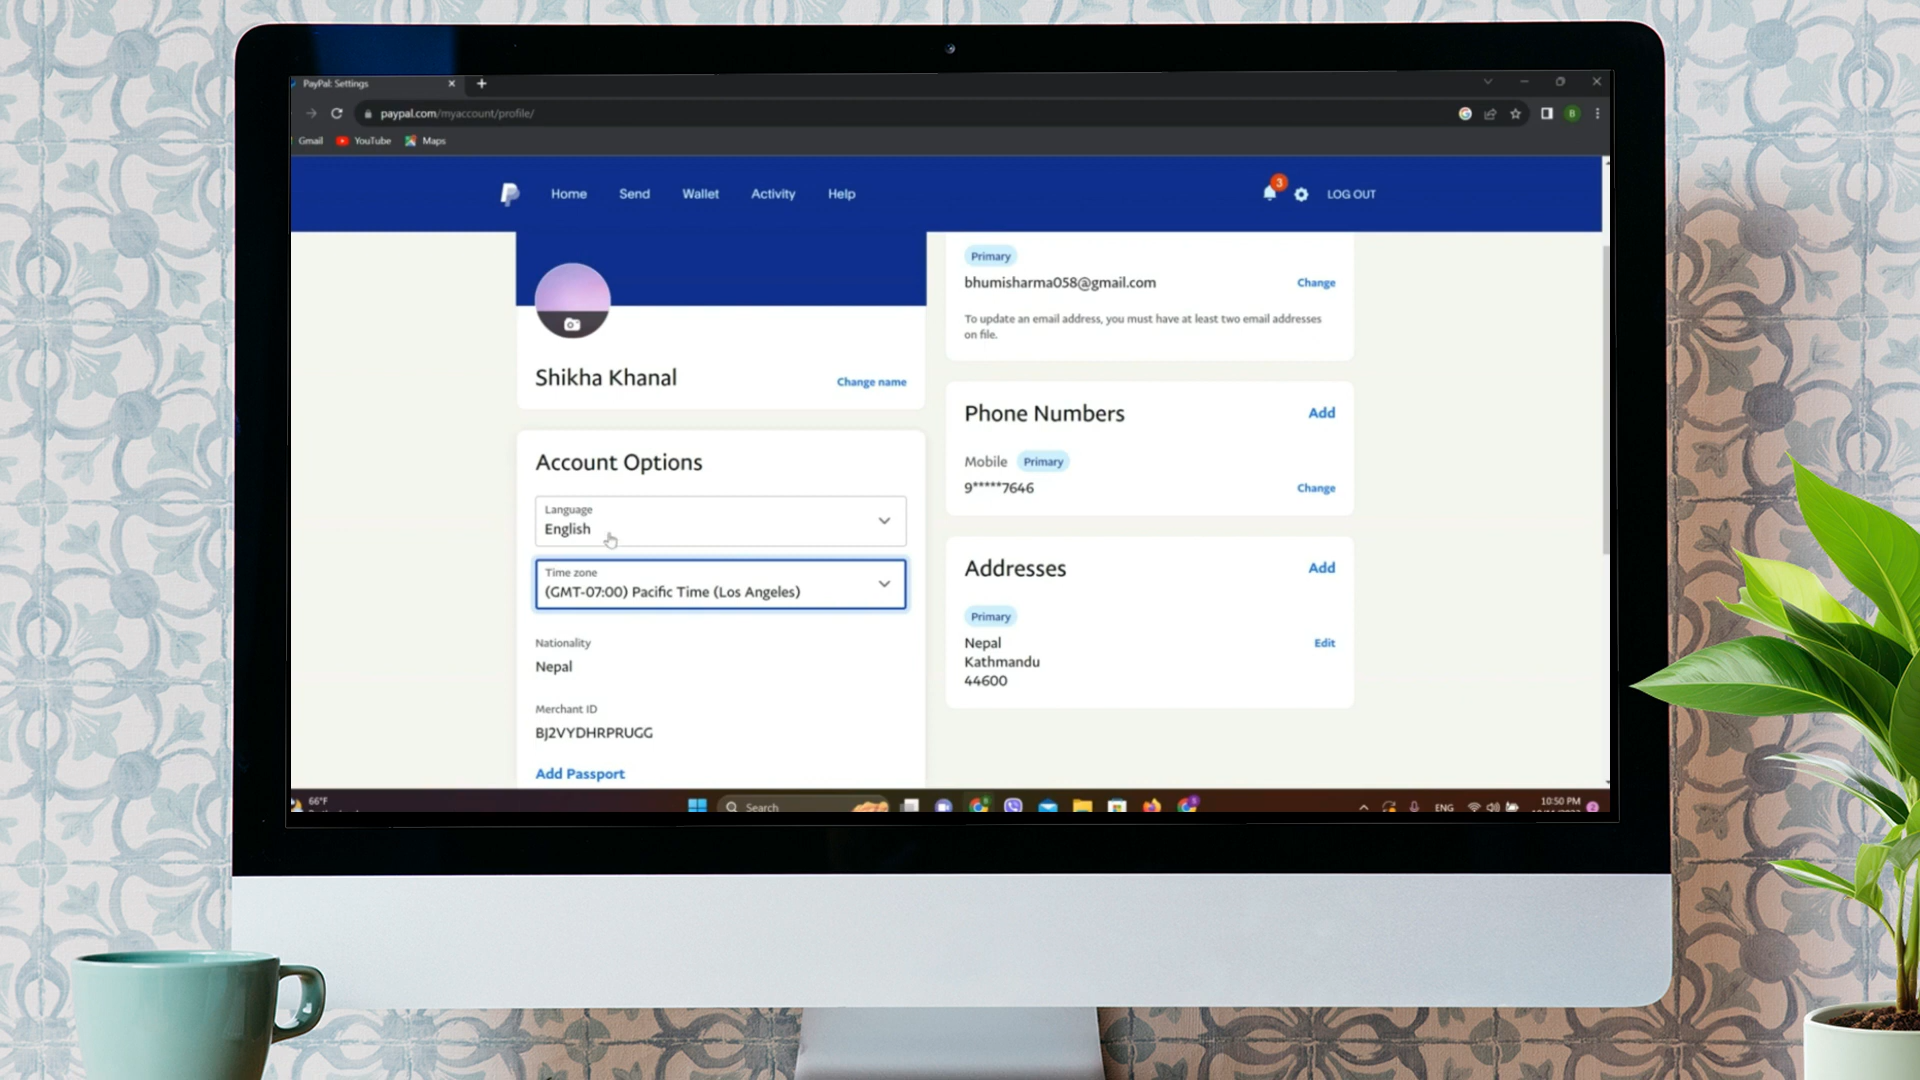 PayPal: Settings
paypal.com/myaccount/profile/
B
Gmail YouTube Maps
Home Send Wallet Activity Help
3
LOG OUT
Primary
bhumisharma058@gmail.com Change
To update an email address, you must have at least two email addresses
on file.
Shikha Khanal Change name
Account Options
Language
English
Time zone
(GMT-07:00) Pacific Time (Los Angeles)
Nationality
Nepal
Merchant ID
BJ2VYDHRPRUGG
Add Passport
Phone Numbers Add
Mobile Primary
9*****7646 Change
Addresses Add
Primary
Nepal Edit
Kathmandu
44600
66°F
Search
ENG
10:50 PM
2